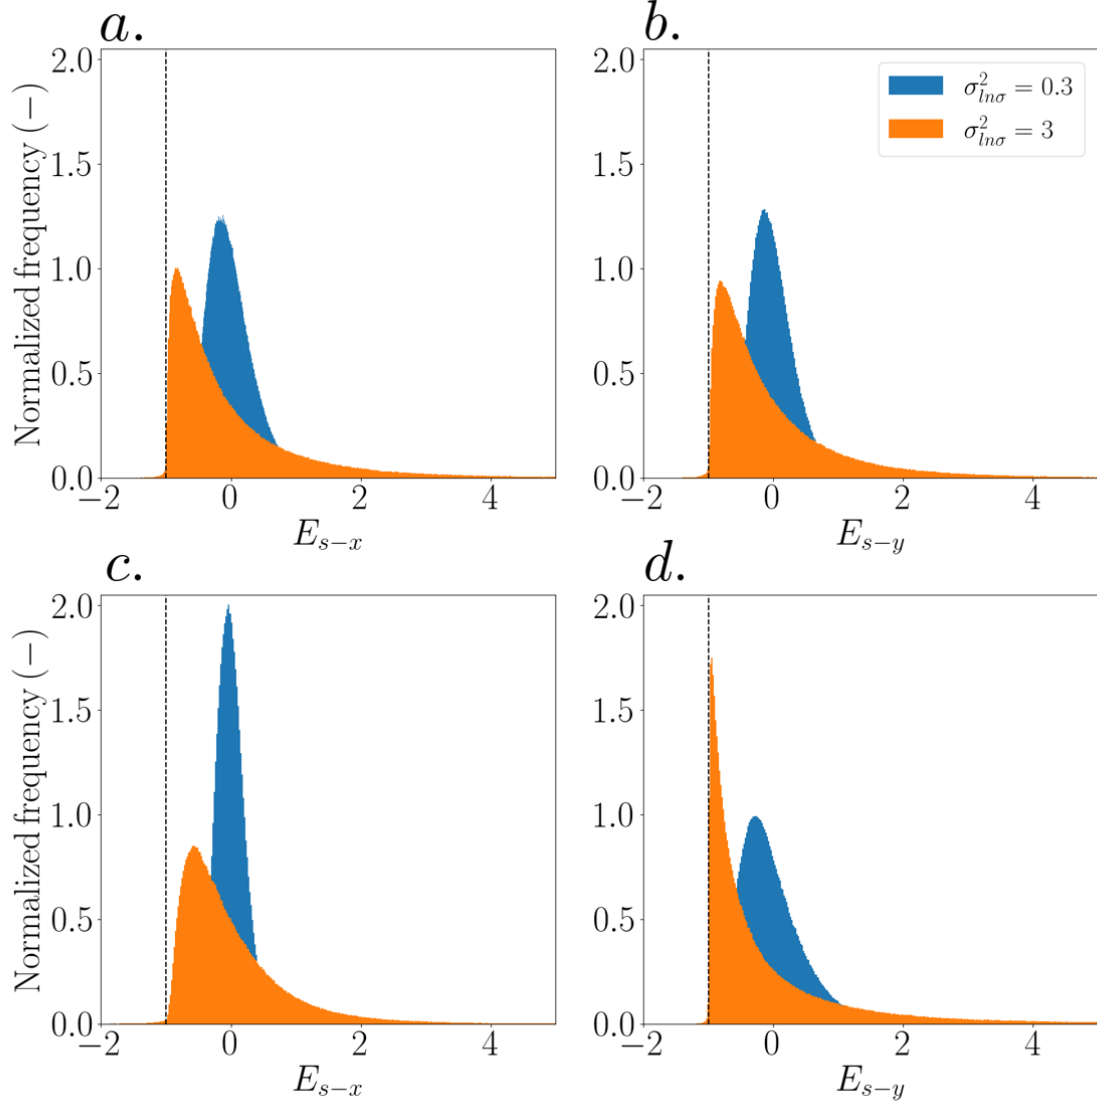 a.
Normalized frequency (−)
2.0
1.5
1.0
0.5
0.0
−2 0 2 4
E_{s−x}
b.
σ²_{lnσ} = 0.3
σ²_{lnσ} = 3
2.0
1.5
1.0
0.5
0.0
−2 0 2 4
E_{s−y}
c.
Normalized frequency (−)
2.0
1.5
1.0
0.5
0.0
−2 0 2 4
E_{s−x}
d.
2.0
1.5
1.0
0.5
0.0
−2 0 2 4
E_{s−y}